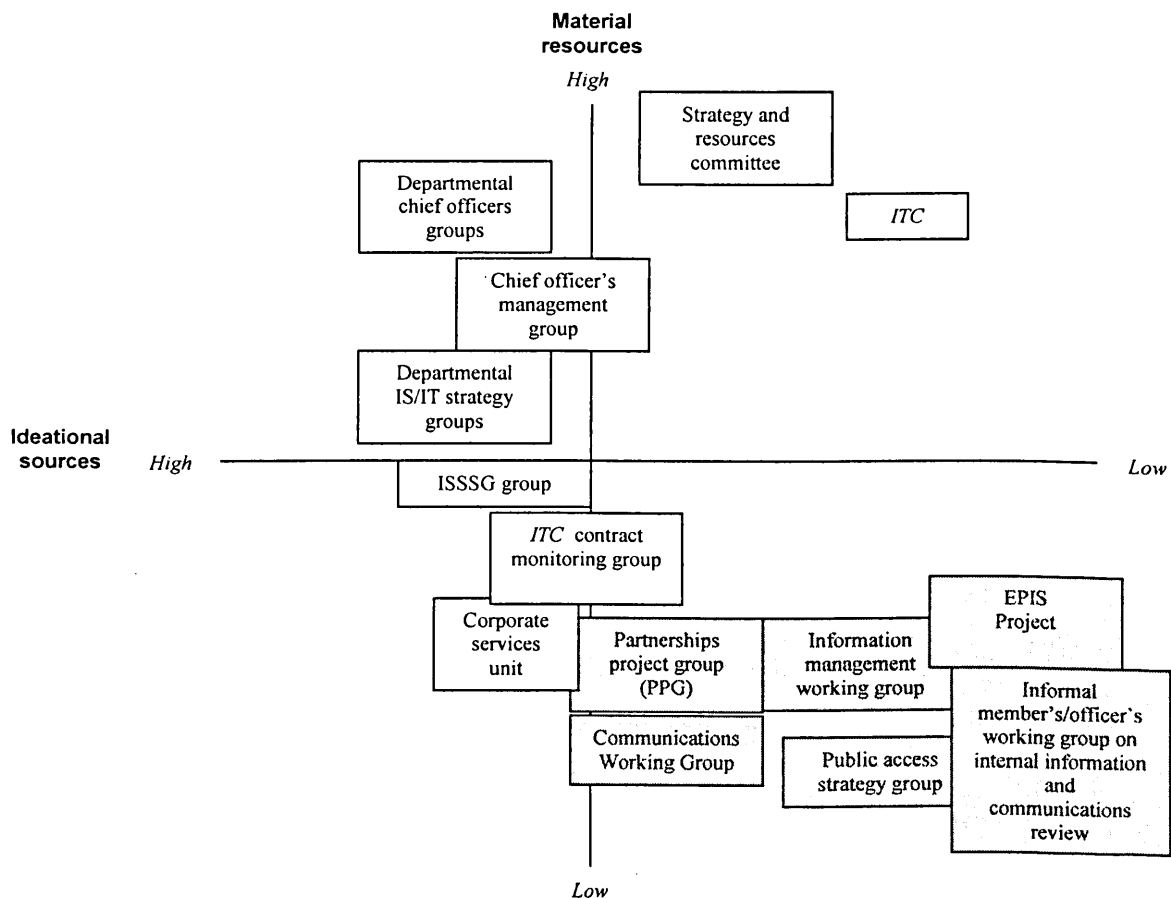 Material
resources
High
Strategy and
resources
committee
Departmental
chief officers
groups
ITC
Chief officer's
management
group
Departmental
IS/IT strategy
groups
Ideational
sources
High
Low
ISSSG group
ITC contract
monitoring group
EPIS
Project
Corporate
services
unit
Partnerships
project group
(PPG)
Information
management
working group
Informal
member's/officer's
working group on
internal information
and
communications
review
Communications
Working Group
Public access
strategy group
Low